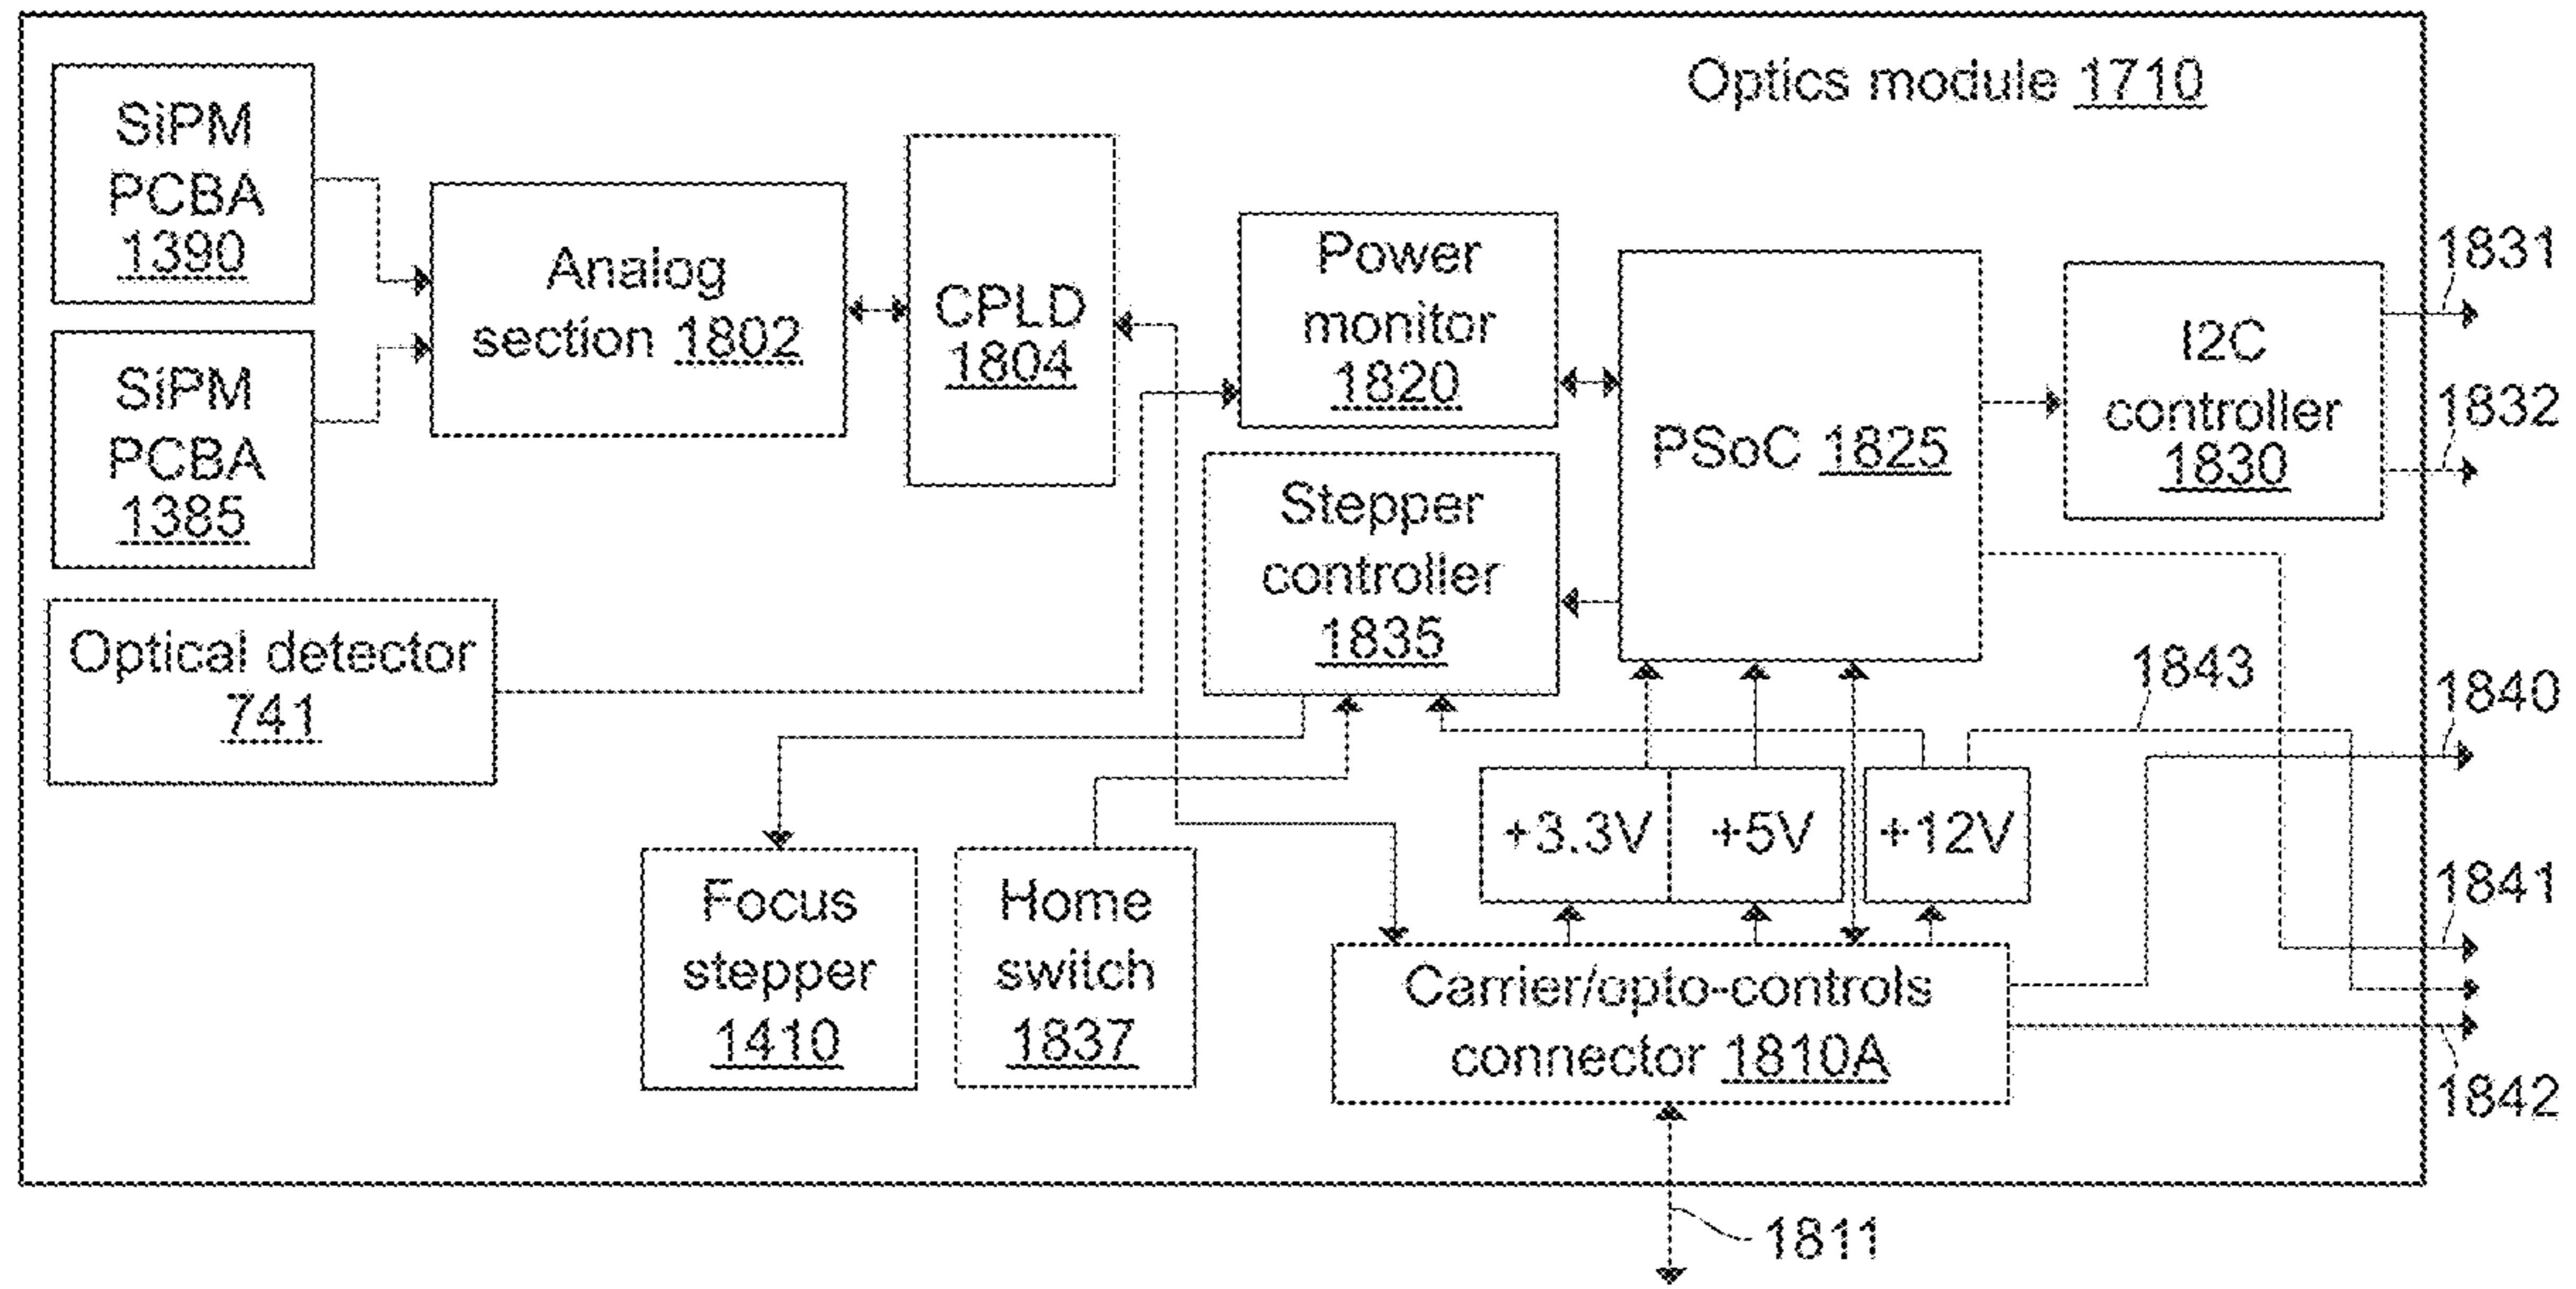 Optics module 1710
SiPM
PCBA
1390
SiPM
PCBA
1385
Analog
section 1802
CPLD
1804
Power
monitor
1820
PSoC 1825
I2C
controller
1830
1831
1832
Stepper
controller
1835
Optical detector
741
1843
1840
+3.3V
+5V
+12V
1841
Focus
stepper
1410
Home
switch
1837
Carrier/opto-controls
connector 1810A
1842
1811